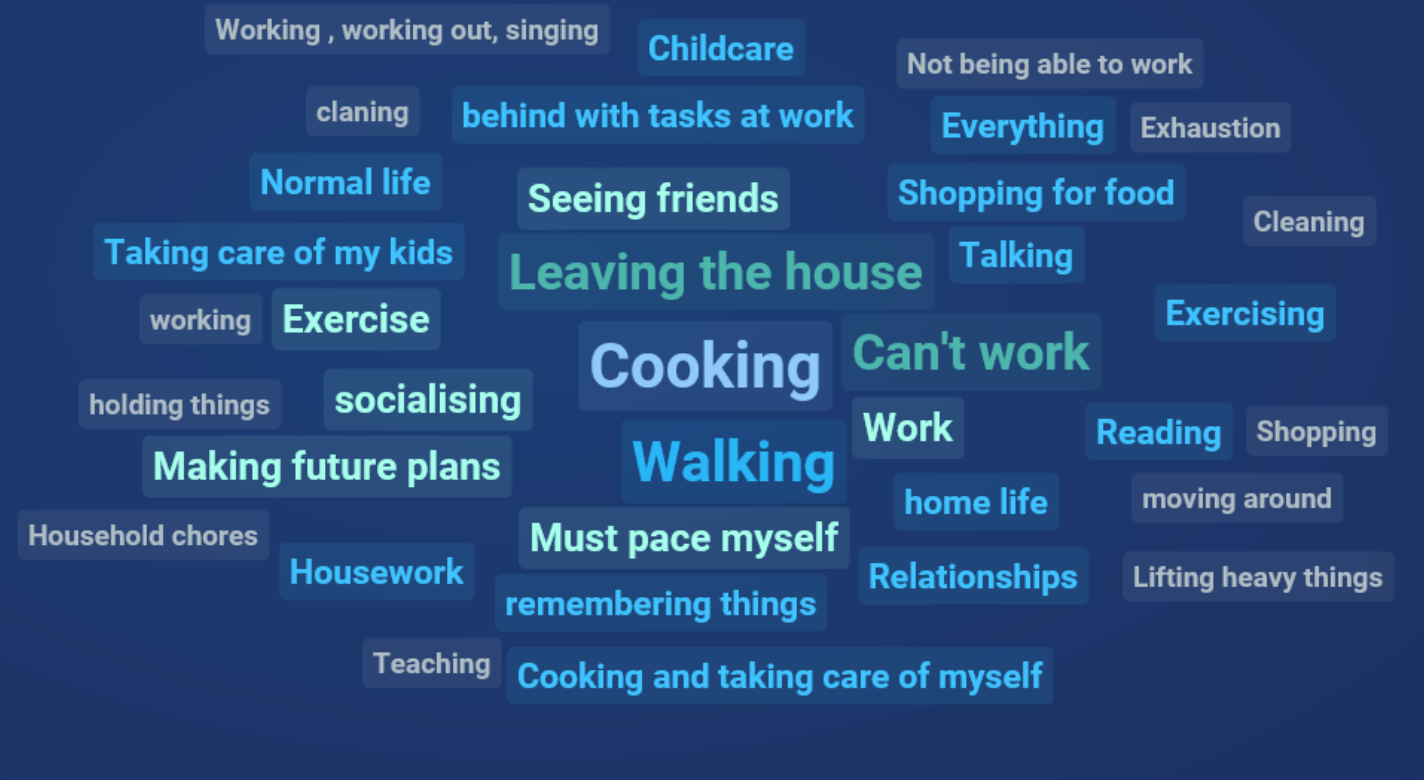 Working , working out, singing
Childcare
Not being able to work
claning
behind with tasks at work
Everything
Exhaustion
Normal life
Seeing friends
Shopping for food
Cleaning
Taking care of my kids
Leaving the house
Talking
working
Exercise
Exercising
Cooking
Can't work
holding things
socialising
Work
Reading
Shopping
Making future plans
Walking
home life
moving around
Household chores
Must pace myself
Housework
Relationships
Lifting heavy things
remembering things
Teaching
Cooking and taking care of myself